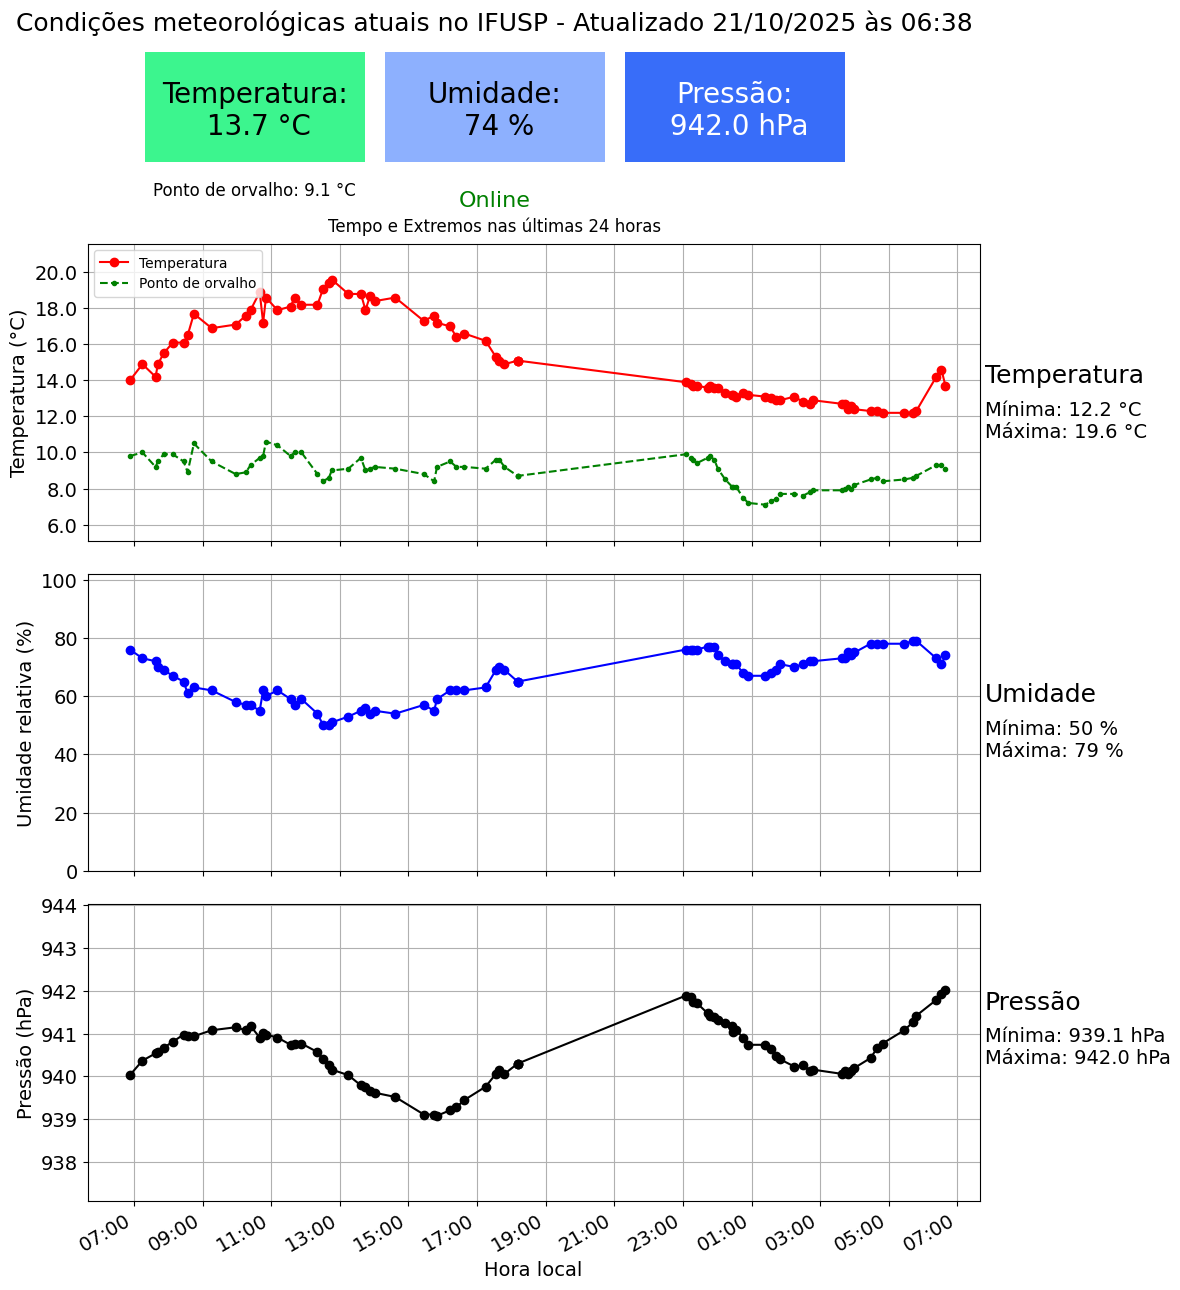 Condições meteorológicas atuais no IFUSP - Atualizado 21/10/2025 às 06:38
Temperatura:
13.7 °C
Umidade:
74 %
Pressão:
942.0 hPa
Ponto de orvalho: 9.1 °C
Online
Tempo e Extremos nas últimas 24 horas
Temperatura
Ponto de orvalho
Temperatura (°C)
20.0
18.0
16.0
14.0
12.0
10.0
8.0
6.0
Temperatura
Mínima: 12.2 °C
Máxima: 19.6 °C
Umidade relativa (%)
100
80
60
40
20
0
Umidade
Mínima: 50 %
Máxima: 79 %
Pressão (hPa)
944
943
942
941
940
939
938
Pressão
Mínima: 939.1 hPa
Máxima: 942.0 hPa
07:00 09:00 11:00 13:00 15:00 17:00 19:00 21:00 23:00 01:00 03:00 05:00 07:00
Hora local